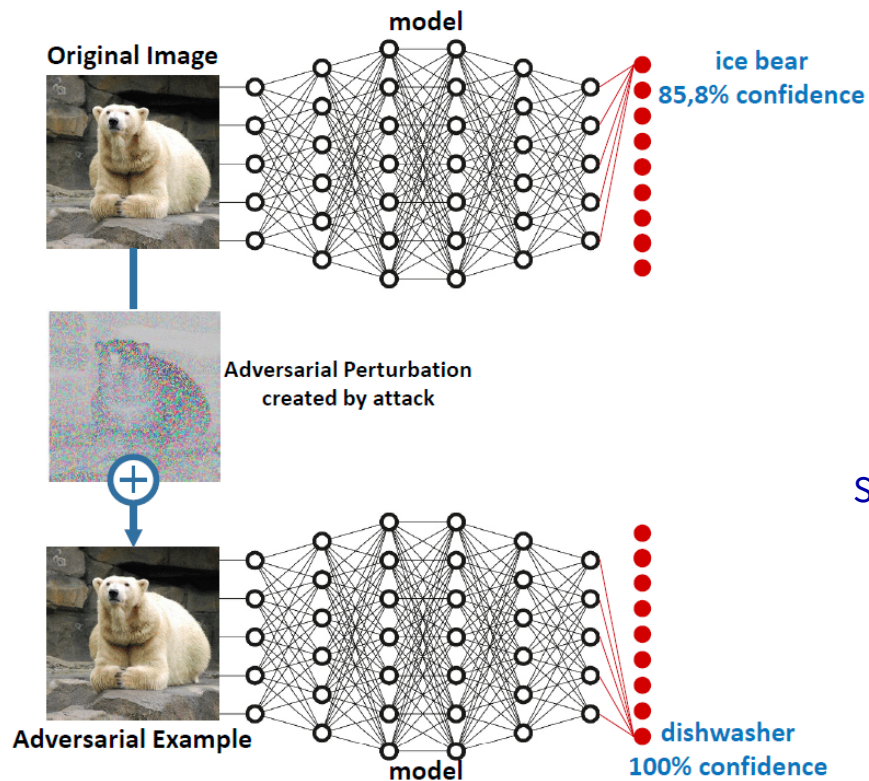 model
Original Image
ice bear
85,8% confidence
Adversarial Perturbation
created by attack
S
Adversarial Example
model
dishwasher
100% confidence